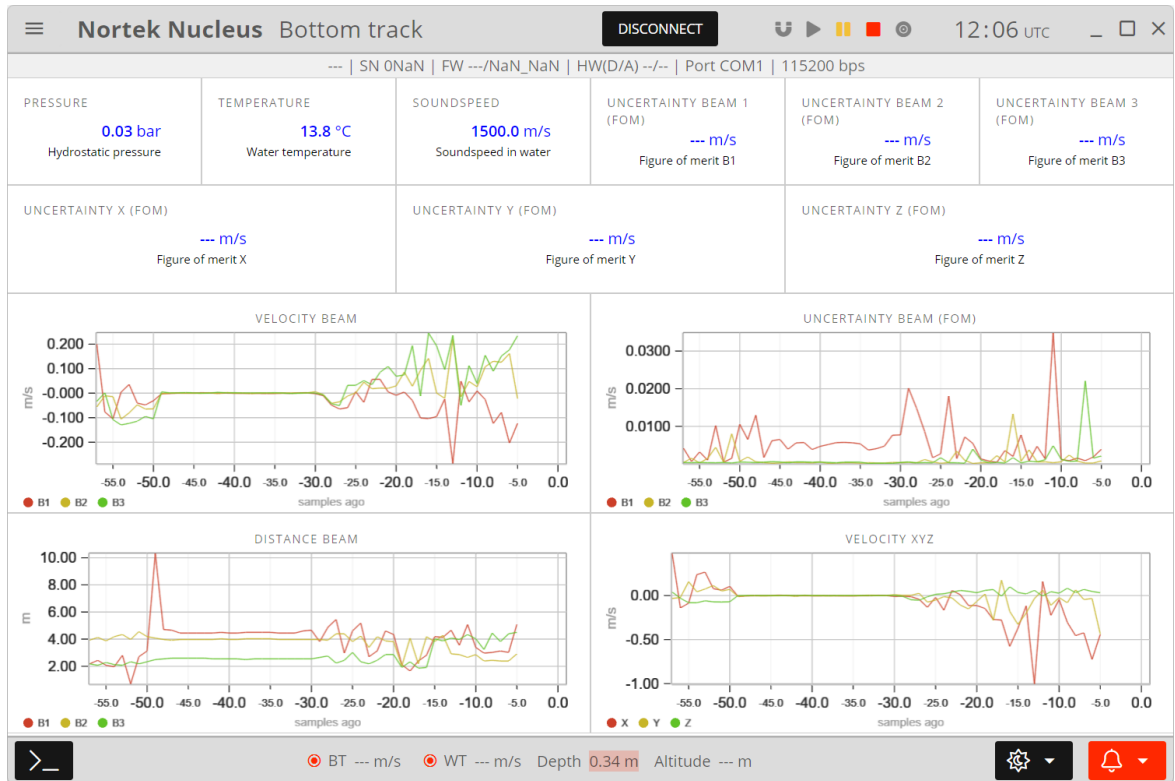 Nortek Nucleus Bottom track DISCONNECT 12:06 UTC
--- | SN 0NaN | FW ---/NaN_NaN | HW(D/A) --/-- | Port COM1 | 115200 bps
PRESSURE
0.03 bar
Hydrostatic pressure
TEMPERATURE
13.8 °C
Water temperature
SOUNDSPEED
1500.0 m/s
Soundspeed in water
UNCERTAINTY BEAM 1
(FOM)
--- m/s
Figure of merit B1
UNCERTAINTY BEAM 2
(FOM)
--- m/s
Figure of merit B2
UNCERTAINTY BEAM 3
(FOM)
--- m/s
Figure of merit B3
UNCERTAINTY X (FOM)
--- m/s
Figure of merit X
UNCERTAINTY Y (FOM)
--- m/s
Figure of merit Y
UNCERTAINTY Z (FOM)
--- m/s
Figure of merit Z
VELOCITY BEAM
m/s
0.200
0.100
-0.000
-0.100
-0.200
-55.0 -50.0 -45.0 -40.0 -35.0 -30.0 -25.0 -20.0 -15.0 -10.0 -5.0 0.0
B1 B2 B3 samples ago
UNCERTAINTY BEAM (FOM)
m/s
0.0300
0.0200
0.0100
-55.0 -50.0 -45.0 -40.0 -35.0 -30.0 -25.0 -20.0 -15.0 -10.0 -5.0 0.0
B1 B2 B3 samples ago
DISTANCE BEAM
m
10.00
8.00
6.00
4.00
2.00
-55.0 -50.0 -45.0 -40.0 -35.0 -30.0 -25.0 -20.0 -15.0 -10.0 -5.0 0.0
B1 B2 B3 samples ago
VELOCITY XYZ
m/s
0.00
-0.50
-1.00
-55.0 -50.0 -45.0 -40.0 -35.0 -30.0 -25.0 -20.0 -15.0 -10.0 -5.0 0.0
X Y Z samples ago
BT --- m/s WT --- m/s Depth 0.34 m Altitude --- m